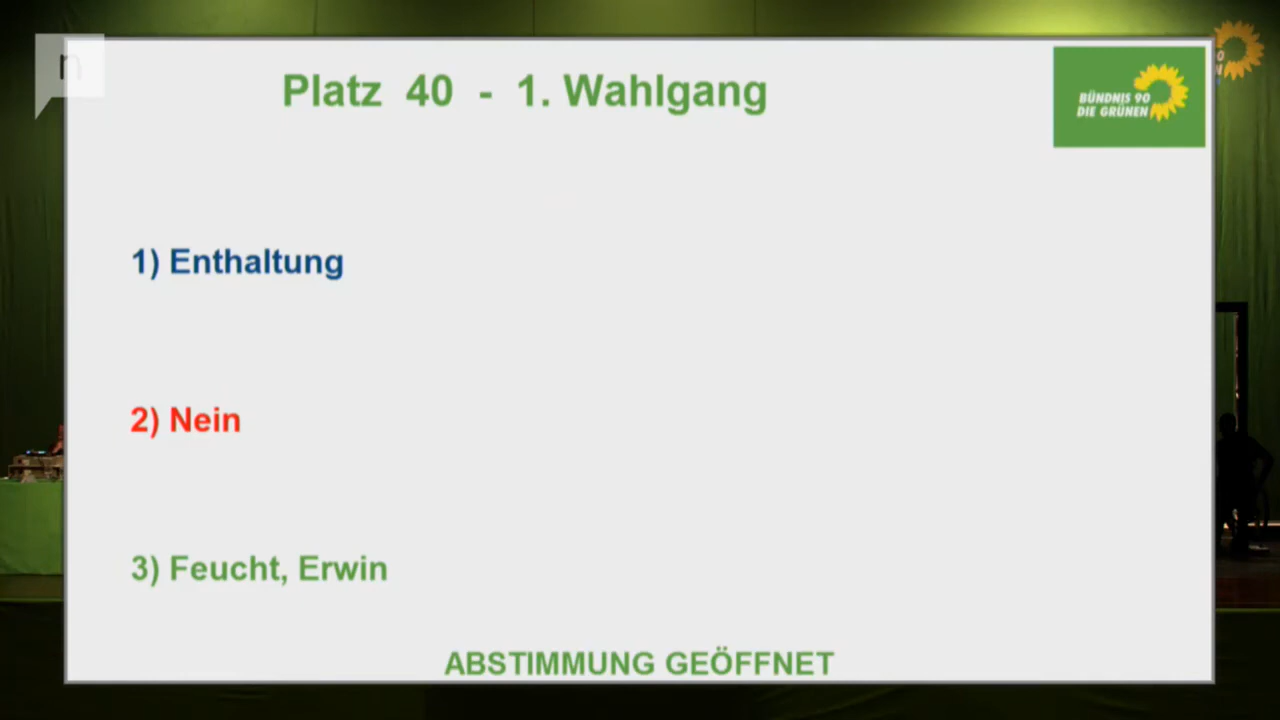 n
Platz 40 - 1. Wahlgang
BÜNDNIS 90
DIE GRÜNEN
1) Enthaltung
2) Nein
3) Feucht, Erwin
ABSTIMMUNG GEÖFFNET